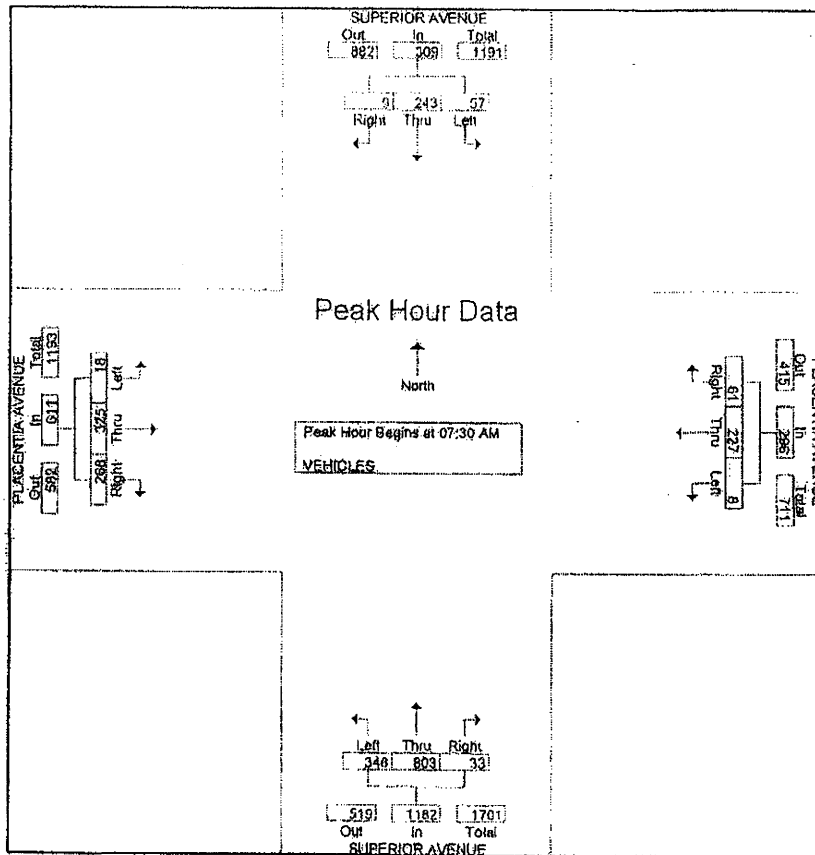 SUPERIOR AVENUE
Out In Total
882 309 1191
9 243 57
Right Thru Left
Peak Hour Data
North
Peak Hour Begins at 07:30 AM
VEHICLES
PLACENTIA AVENUE
Out In Total
582 611 1193
18 325 268
Left Thru Right
PLACENTIA AVENUE
Out In Total
415 296 711
61 227 8
Right Thru Left
Left Thru Right
346 803 33
519 1182 1701
Out In Total
SUPERIOR AVENUE